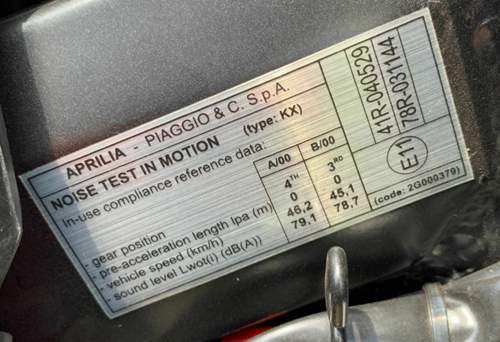 APRILIA - PIAGGIO & C. S.p.A.
NOISE TEST IN MOTION (type: KX)
In-use compliance reference data:
A/00 B/00
- gear position 4TH 3RD
- pre-acceleration length lpa (m) 0 0
- vehicle speed (km/h) 46,2 45,1
- sound level Lwot(i) (dB(A)) 79,1 78,7
41R-040529
78R-031144
E11
(code: 2G000379)